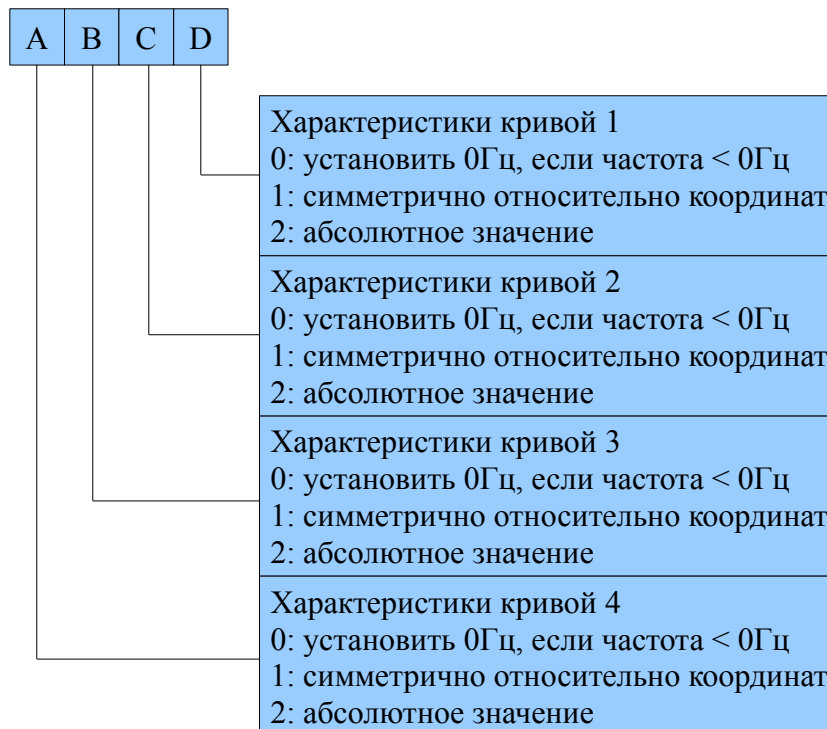 A B C D
Характеристики кривой 1
0: установить 0Гц, если частота < 0Гц
1: симметрично относительно координат
2: абсолютное значение
Характеристики кривой 2
0: установить 0Гц, если частота < 0Гц
1: симметрично относительно координат
2: абсолютное значение
Характеристики кривой 3
0: установить 0Гц, если частота < 0Гц
1: симметрично относительно координат
2: абсолютное значение
Характеристики кривой 4
0: установить 0Гц, если частота < 0Гц
1: симметрично относительно координат
2: абсолютное значение